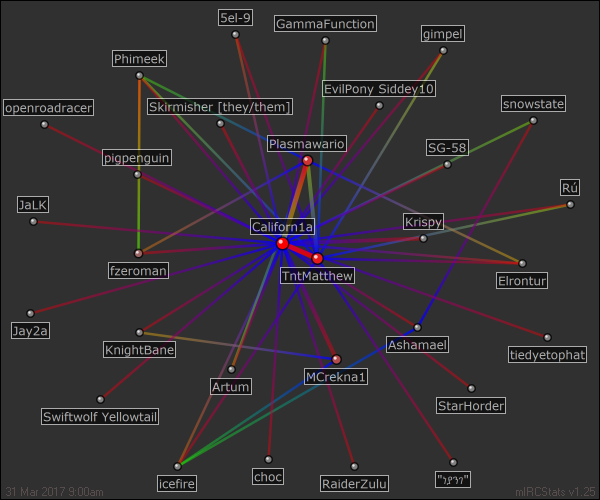 5el-9
GammaFunction
gimpel
Phimeek
EvilPony Siddey10
openroadracer
Skirmisher [they/them]
snowstate
Plasmawario
SG-58
pigpenguin
Rú
JaLK
Californ1a
Krispy
fzeroman
TntMatthew
Elrontur
Jay2a
KnightBane
Ashamael
tiedyetophat
Artum
MCrekna1
Swiftwolf Yellowtail
StarHorder
icefire
choc
RaiderZulu
31 Mar 2017 9:00am
mIRCStats v1.25